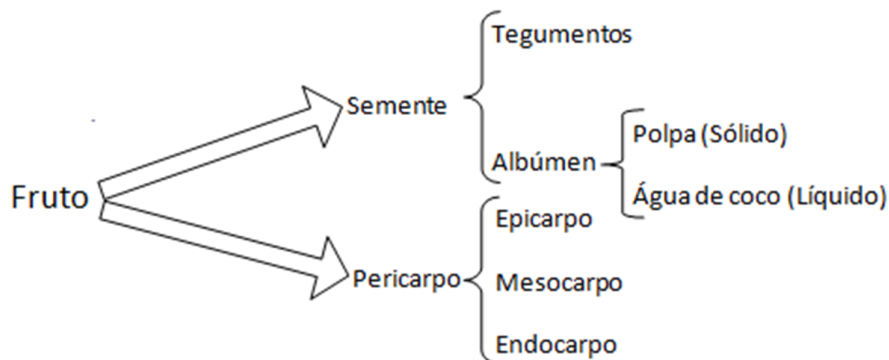 Fruto
Semente
Tegumentos
Albúmen
Polpa (Sólido)
Água de coco (Líquido)
Pericarpo
Epicarpo
Mesocarpo
Endocarpo